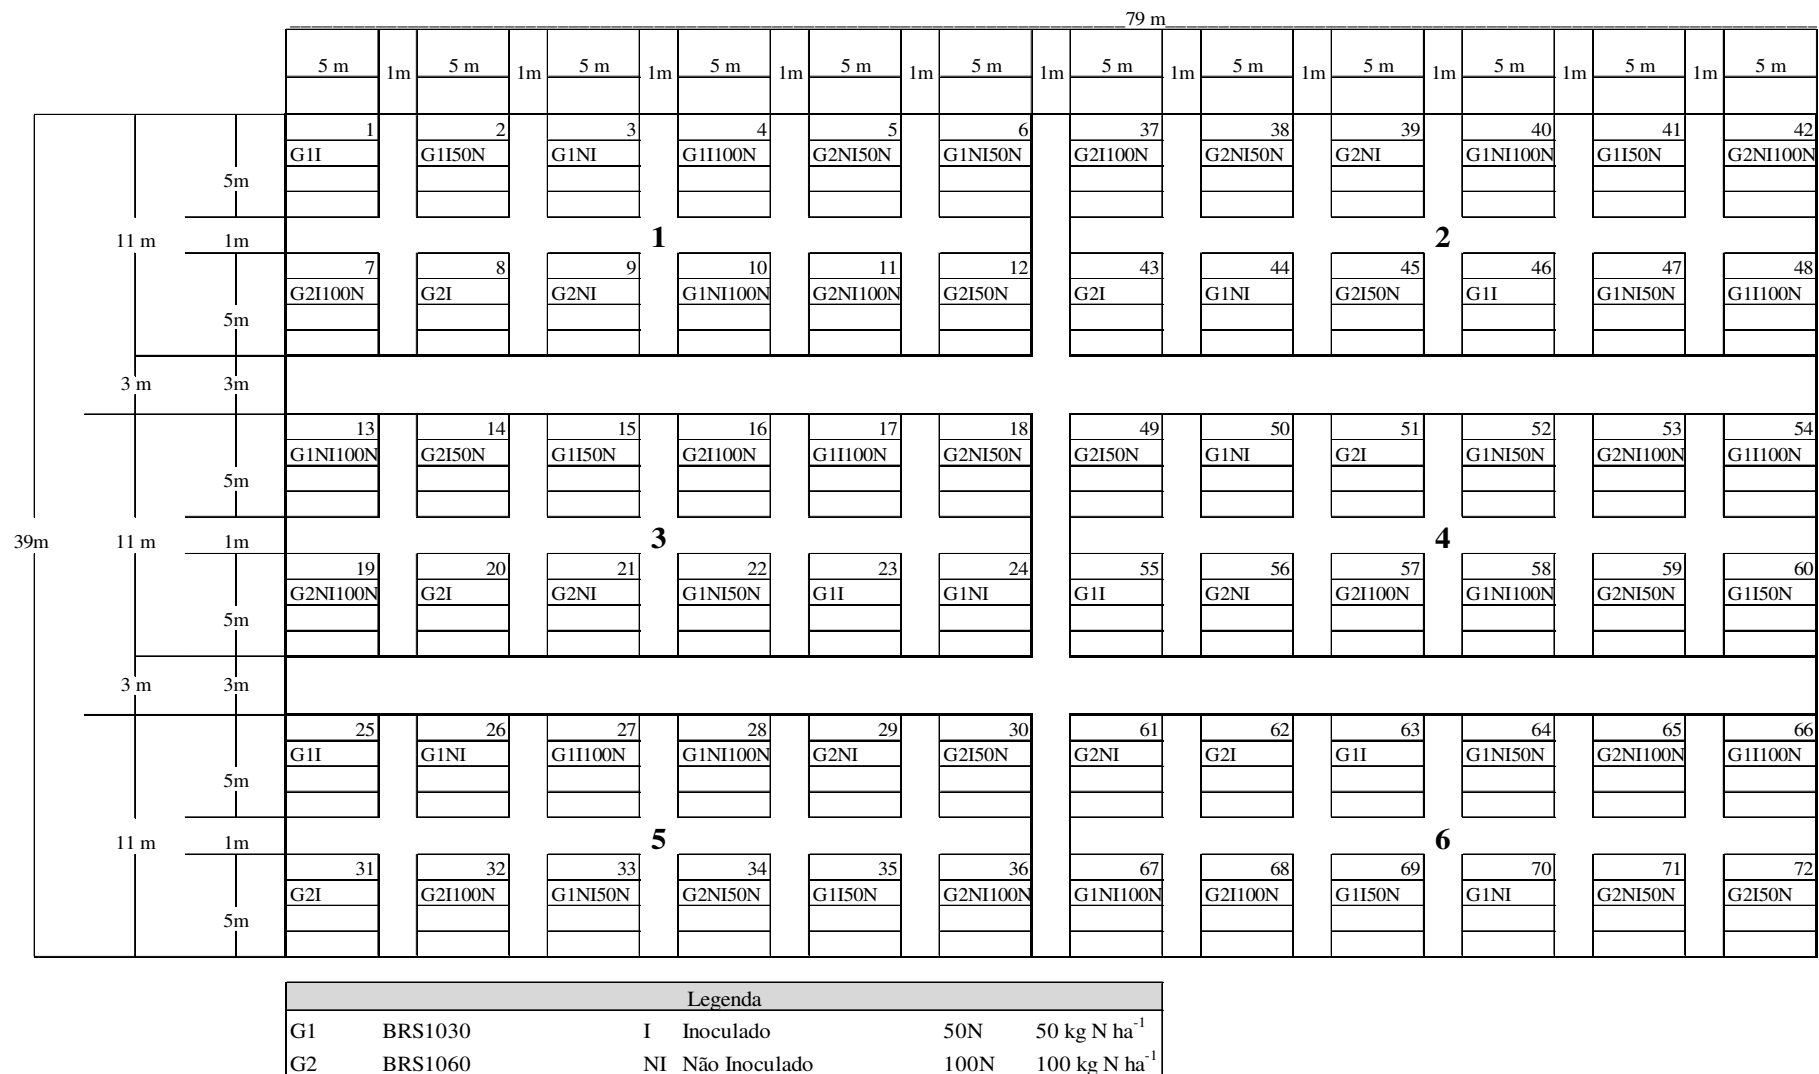 79 m
5 m 1m 5 m 1m 5 m 1m 5 m 1m 5 m 1m 5 m 1m 5 m 1m 5 m 1m 5 m 1m 5 m 1m 5 m 1m 5 m
1 2 3 4 5 6 37 38 39 40 41 42
G1I G1I50N G1NI G1I100N G2NI50N G1NI50N G2I100N G2NI50N G2NI G1NI100N G1I50N G2NI100N
5m
11 m 1m 1 2
7 8 9 10 11 12 43 44 45 46 47 48
G2I100N G2I G2NI G1NI100N G2NI100N G2I50N G2I G1NI G2I50N G1I G1NI50N G1I100N
5m
3 m 3m
13 14 15 16 17 18 49 50 51 52 53 54
G1NI100N G2I50N G1I50N G2I100N G1I100N G2NI50N G2I50N G1NI G2I G1NI50N G2NI100N G1I100N
5m
39m 11 m 1m 3 4
19 20 21 22 23 24 55 56 57 58 59 60
G2NI100N G2I G2NI G1NI50N G1I G1NI G1I G2NI G2I100N G1NI100N G2NI50N G1I50N
5m
3 m 3m
25 26 27 28 29 30 61 62 63 64 65 66
G1I G1NI G1I100N G1NI100N G2NI G2I50N G2NI G2I G1I G1NI50N G2NI100N G1I100N
5m
11 m 1m 5 6
31 32 33 34 35 36 67 68 69 70 71 72
G2I G2I100N G1NI50N G2NI50N G1I50N G2NI100N G1NI100N G2I100N G1I50N G1NI G2NI50N G2I50N
5m
Legenda
G1 BRS1030 I Inoculado 50N 50 kg N ha⁻¹
G2 BRS1060 NI Não Inoculado 100N 100 kg N ha⁻¹